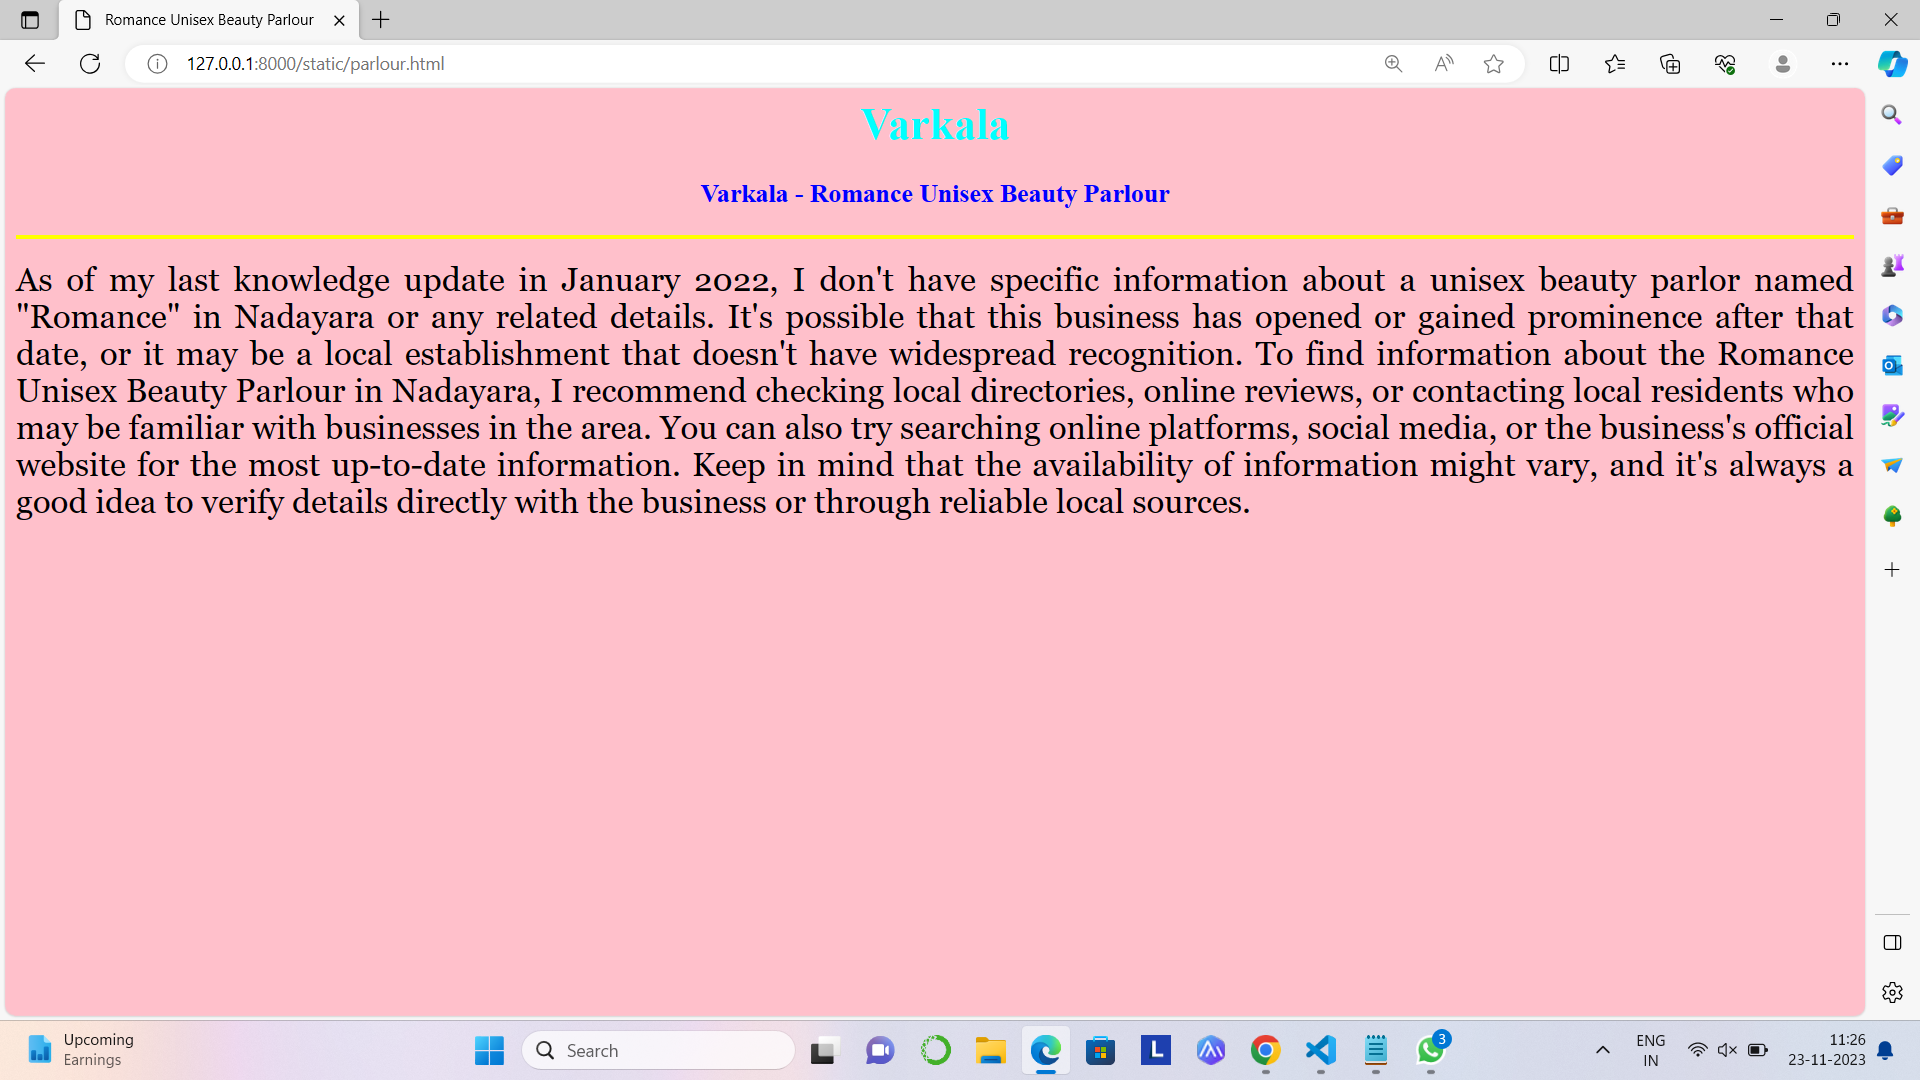 Romance Unisex Beauty Parlour
127.0.0.1:8000/static/parlour.html
Varkala
Varkala - Romance Unisex Beauty Parlour
As of my last knowledge update in January 2022, I don't have specific information about a unisex beauty parlor named
"Romance" in Nadayara or any related details. It's possible that this business has opened or gained prominence after that
date, or it may be a local establishment that doesn't have widespread recognition. To find information about the Romance
Unisex Beauty Parlour in Nadayara, I recommend checking local directories, online reviews, or contacting local residents who
may be familiar with businesses in the area. You can also try searching online platforms, social media, or the business's official
website for the most up-to-date information. Keep in mind that the availability of information might vary, and it's always a
good idea to verify details directly with the business or through reliable local sources.
Upcoming
Earnings
Search
L
3
ENG
IN
11:26
23-11-2023